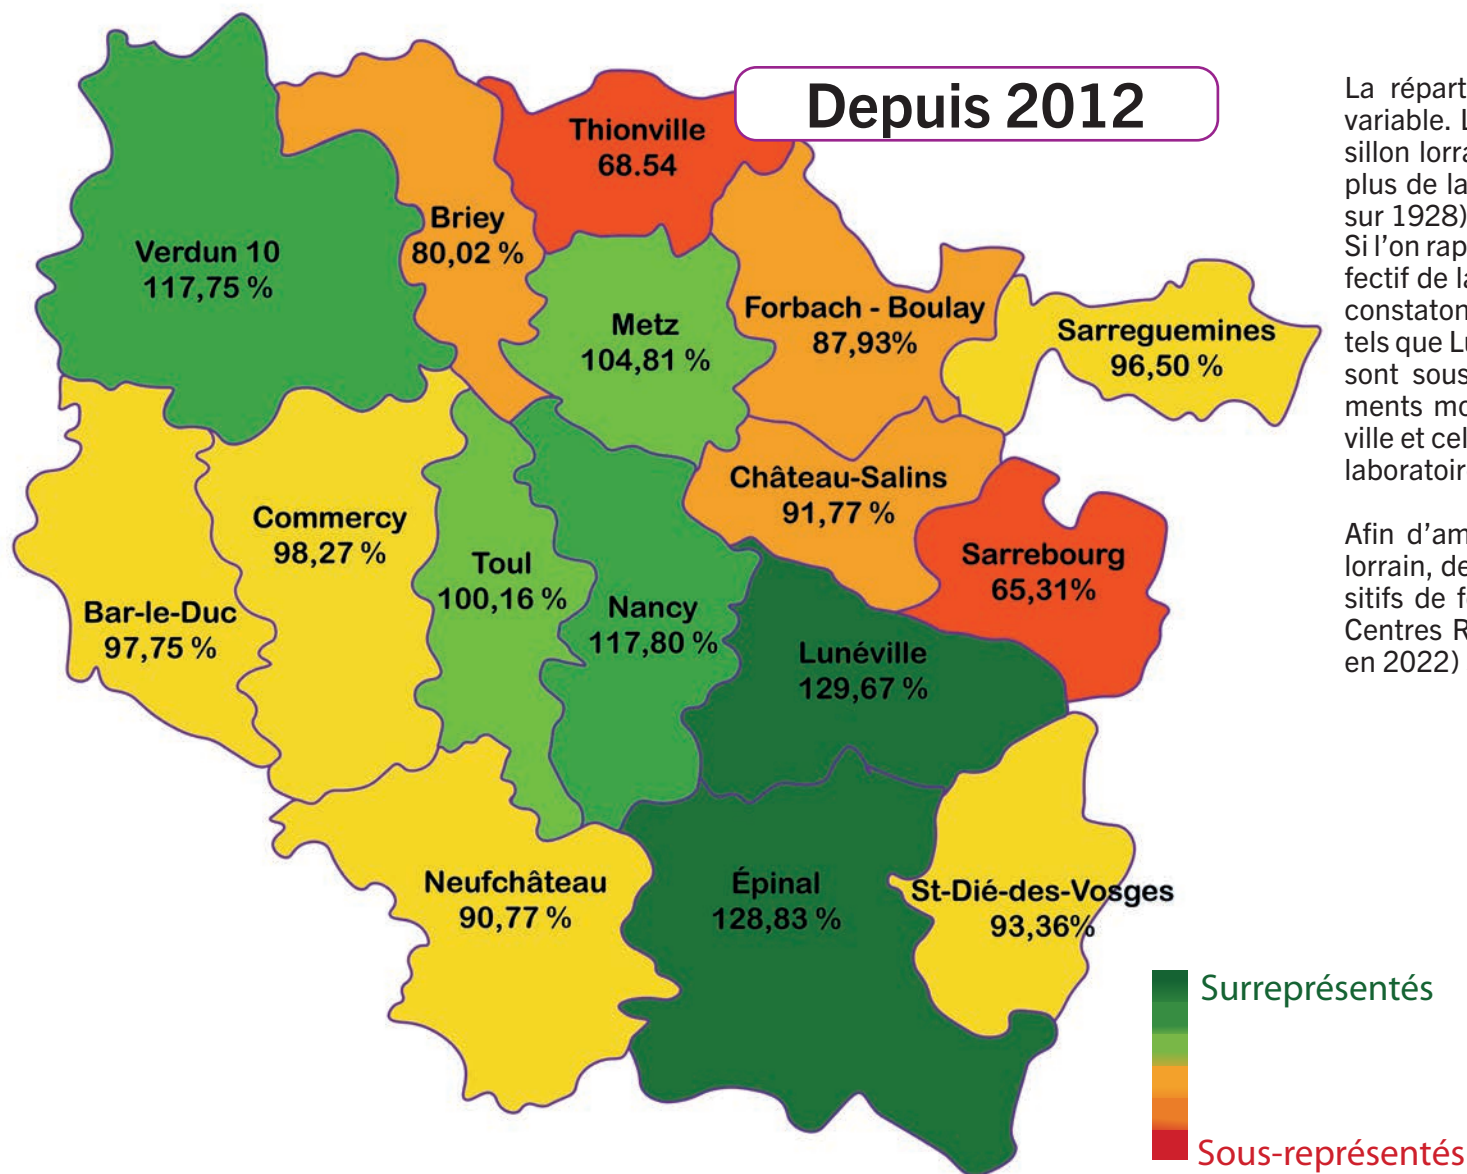 Depuis 2012
Thionville
68.54
Briey
80,02 %
Verdun 10
117,75 %
Metz
104,81 %
Forbach - Boulay
87,93%
Sarreguemines
96,50 %
Château-Salins
91,77 %
Commercy
98,27 %
Toul
100,16 %
Sarrebourg
65,31%
Bar-le-Duc
97,75 %
Nancy
117,80 %
Lunéville
129,67 %
Neufchâteau
90,77 %
Épinal
128,83 %
St-Dié-des-Vosges
93,36%
Surreprésentés
Sous-représentés
La répart
variable. L
sillon lorra
plus de la
sur 1928)
Si l’on rap
fectif de la
constaton
tels que Lu
sont sous
ments mo
ville et cel
laboratoir
Afin d’am
lorrain, de
sitifs de f
Centres R
en 2022)